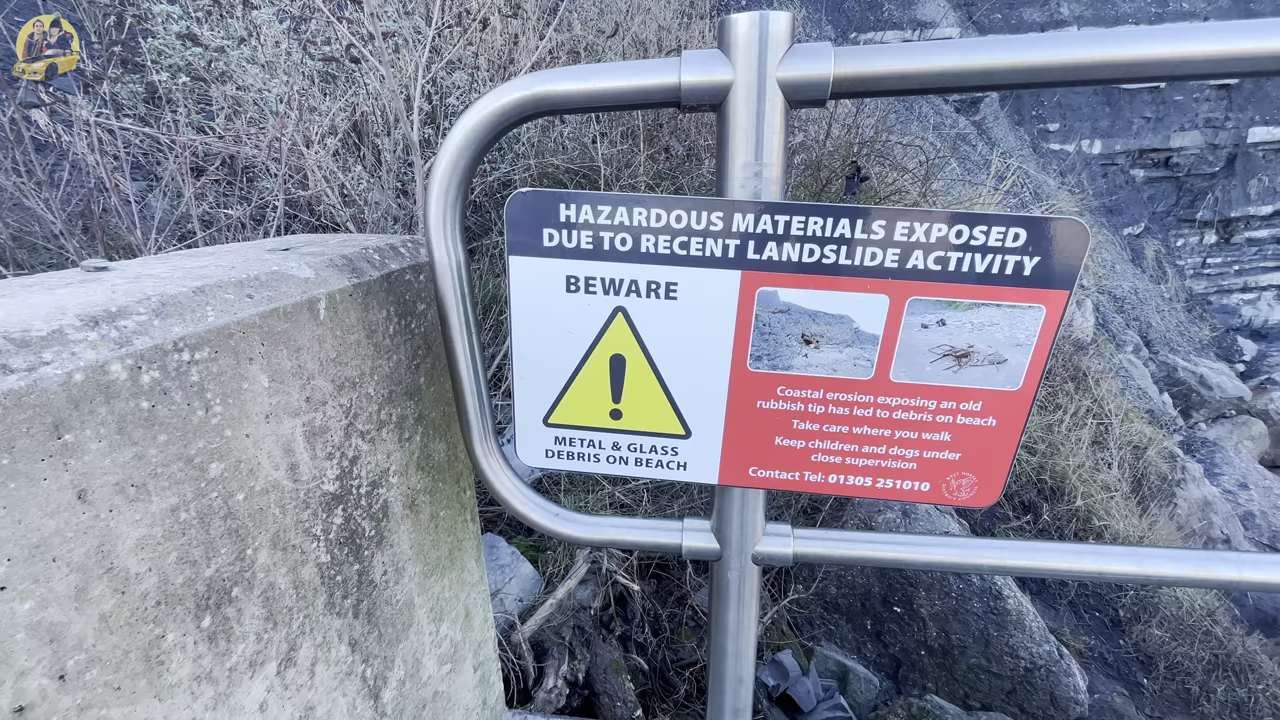 HAZARDOUS MATERIALS EXPOSED
DUE TO RECENT LANDSLIDE ACTIVITY
BEWARE
METAL & GLASS
DEBRIS ON BEACH
Coastal erosion exposing an old
rubbish tip has led to debris on beach
Take care where you walk
Keep children and dogs under
close supervision
Contact Tel: 01305 251010